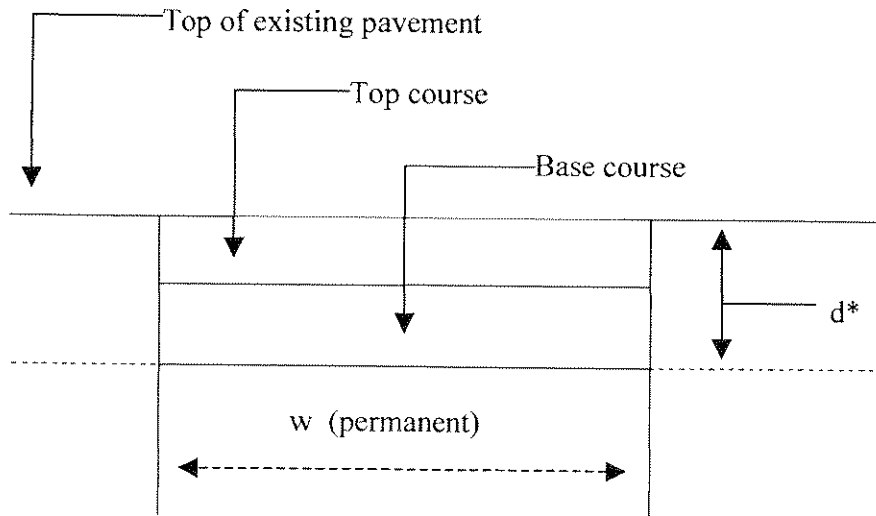 Top of existing pavement
Top course
Base course
d*
w (permanent)